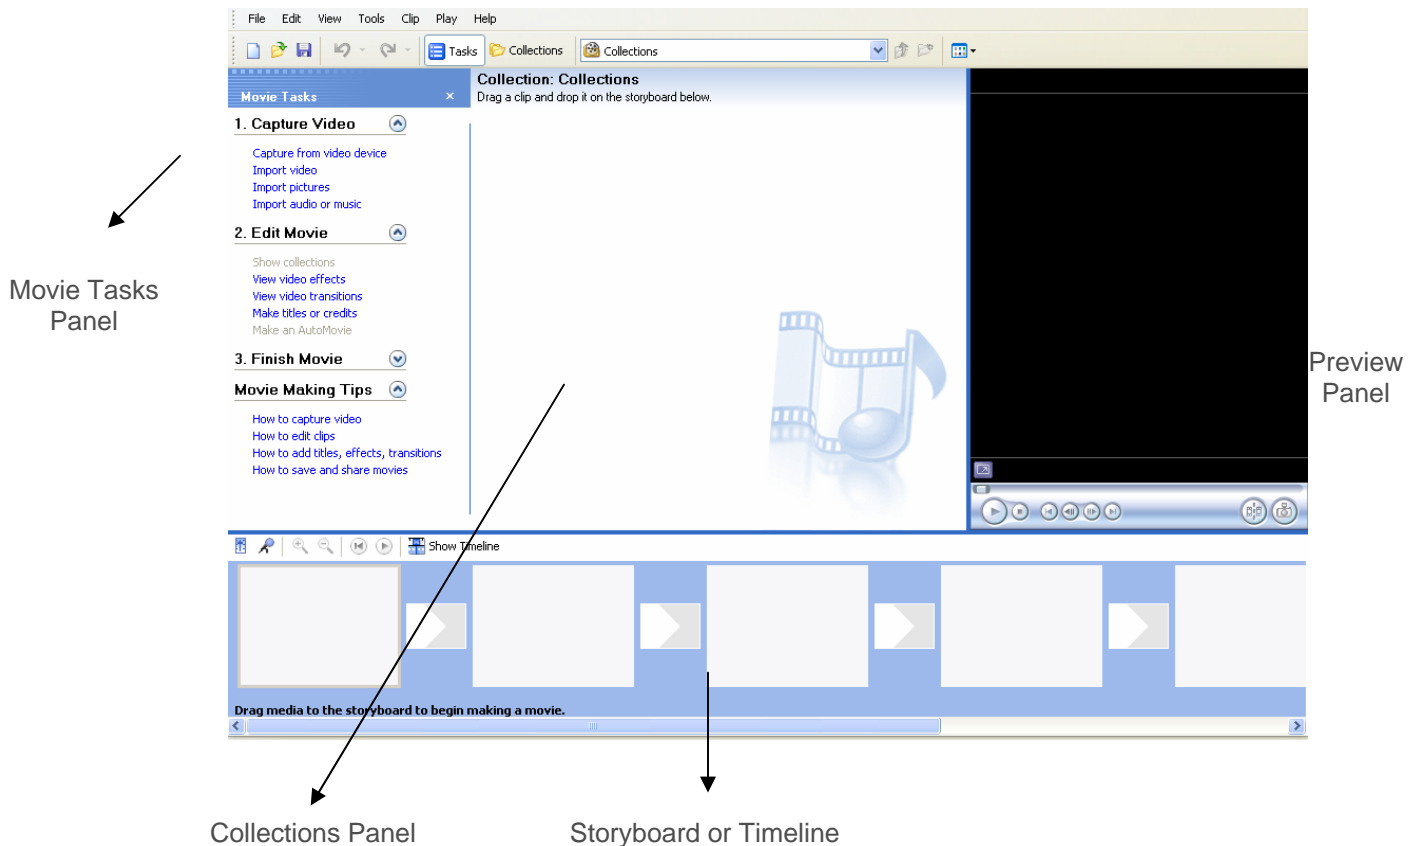 File Edit View Tools Clip Play Help
Tasks Collections Collections
Movie Tasks
Collection: Collections
Drag a clip and drop it on the storyboard below.
1. Capture Video
Capture from video device
Import video
Import pictures
Import audio or music
2. Edit Movie
Show collections
View video effects
View video transitions
Make titles or credits
Make an AutoMovie
3. Finish Movie
Movie Making Tips
How to capture video
How to edit clips
How to add titles, effects, transitions
How to save and share movies
Movie Tasks
Panel
Preview
Panel
Show Timeline
Drag media to the storyboard to begin making a movie.
Collections Panel
Storyboard or Timeline